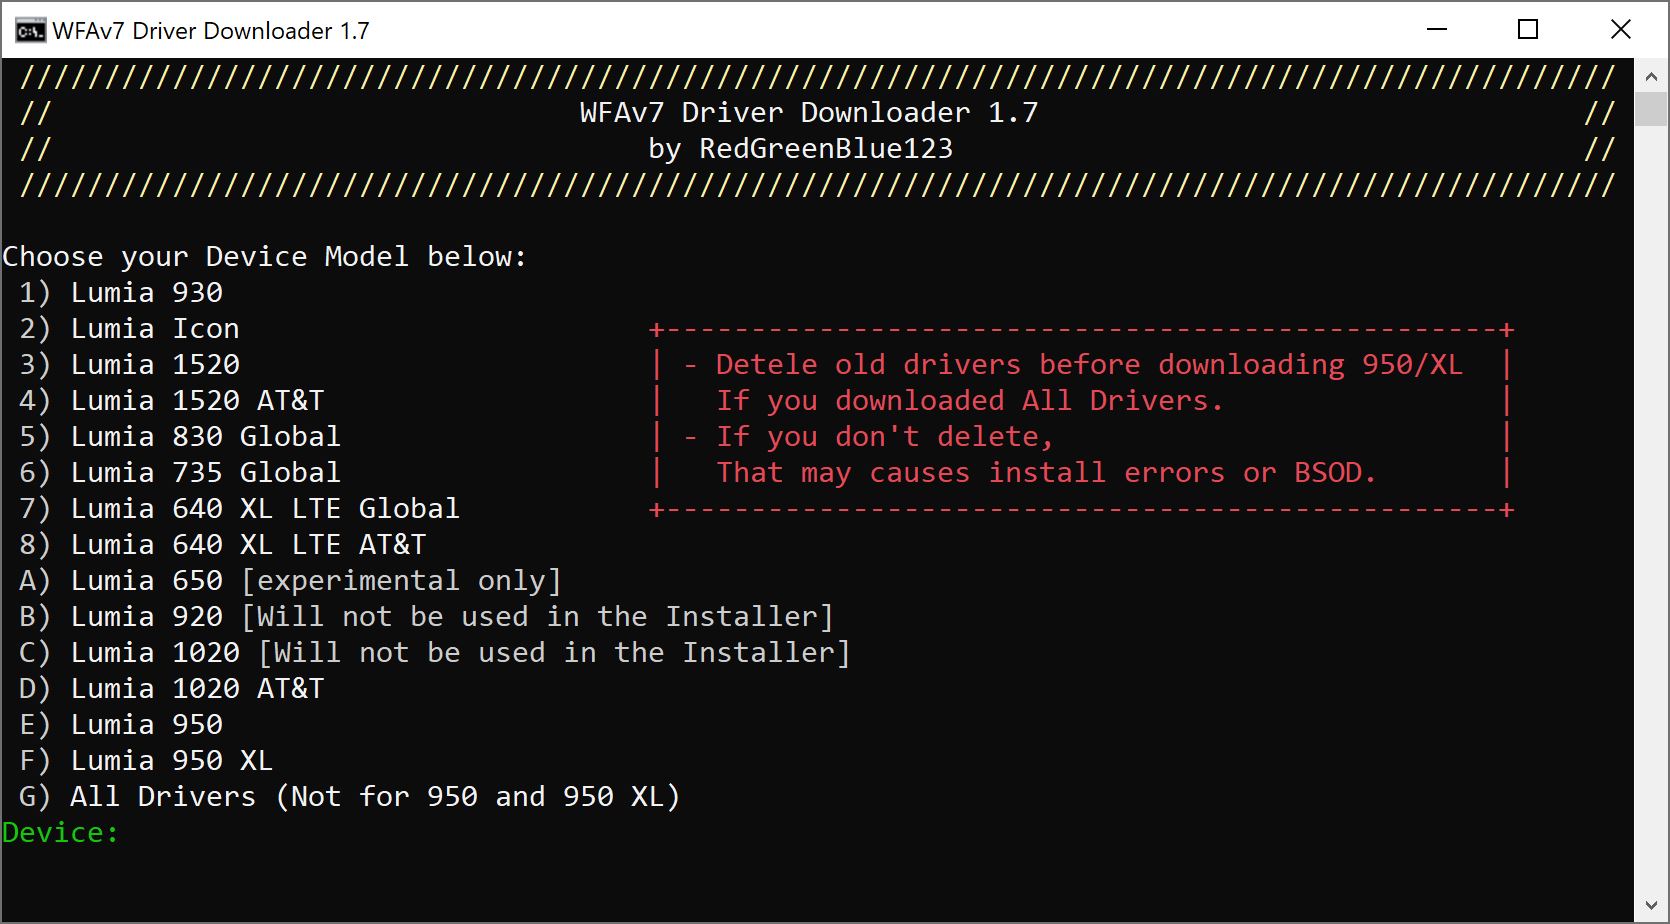 WFAv7 Driver Downloader 1.7
//////////////////////////////////////////////////////////////////////////////////////////////
// WFAv7 Driver Downloader 1.7 //
// by RedGreenBlue123 //
//////////////////////////////////////////////////////////////////////////////////////////////
Choose your Device Model below:
1) Lumia 930
2) Lumia Icon
3) Lumia 1520
4) Lumia 1520 AT&T
5) Lumia 830 Global
6) Lumia 735 Global
7) Lumia 640 XL LTE Global
8) Lumia 640 XL LTE AT&T
A) Lumia 650 [experimental only]
B) Lumia 920 [Will not be used in the Installer]
C) Lumia 1020 [Will not be used in the Installer]
D) Lumia 1020 AT&T
E) Lumia 950
F) Lumia 950 XL
G) All Drivers (Not for 950 and 950 XL)
Device:
+-------------------------------------------------+
| - Detele old drivers before downloading 950/XL |
| If you downloaded All Drivers. |
| - If you don't delete, |
| That may causes install errors or BSOD. |
+-------------------------------------------------+